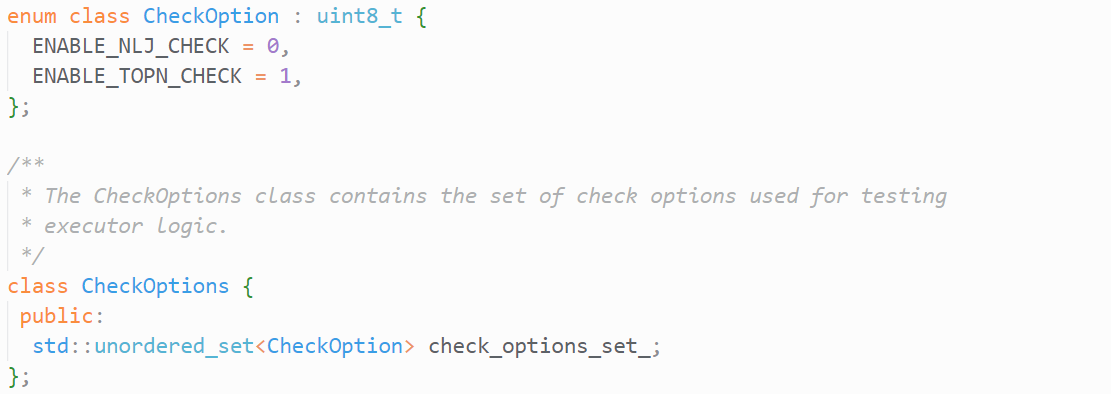 enum class CheckOption : uint8_t {
  ENABLE_NLJ_CHECK = 0,
  ENABLE_TOPN_CHECK = 1,
};

/**
 * The CheckOptions class contains the set of check options used for testing
 * executor logic.
 */
class CheckOptions {
 public:
  std::unordered_set<CheckOption> check_options_set_;
};